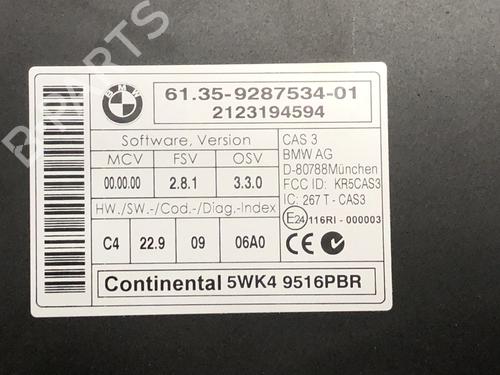 B-PARTS
BMW
61.35-9287534-01
2123194594
Software, Version
MCV FSV OSV
00.00.00 2.8.1 3.3.0
HW./SW.-/Cod.-/Diag.-Index
C4 22.9 09 06A0
CAS 3
BMW AG
D-80788München
FCC ID: KR5CAS3
IC: 267 T - CAS3
E24 116RI - 000003
CE
Continental 5WK4 9516PBR